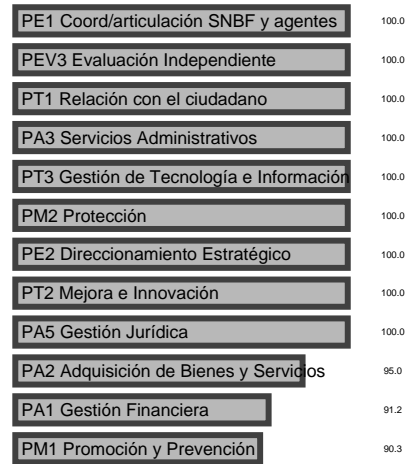 PE1 Coord/articulación SNBF y agentes 100.0
PEV3 Evaluación Independiente 100.0
PT1 Relación con el ciudadano 100.0
PA3 Servicios Administrativos 100.0
PT3 Gestión de Tecnología e Información 100.0
PM2 Protección 100.0
PE2 Direccionamiento Estratégico 100.0
PT2 Mejora e Innovación 100.0
PA5 Gestión Jurídica 100.0
PA2 Adquisición de Bienes y Servicios 95.0
PA1 Gestión Financiera 91.2
PM1 Promoción y Prevención 90.3